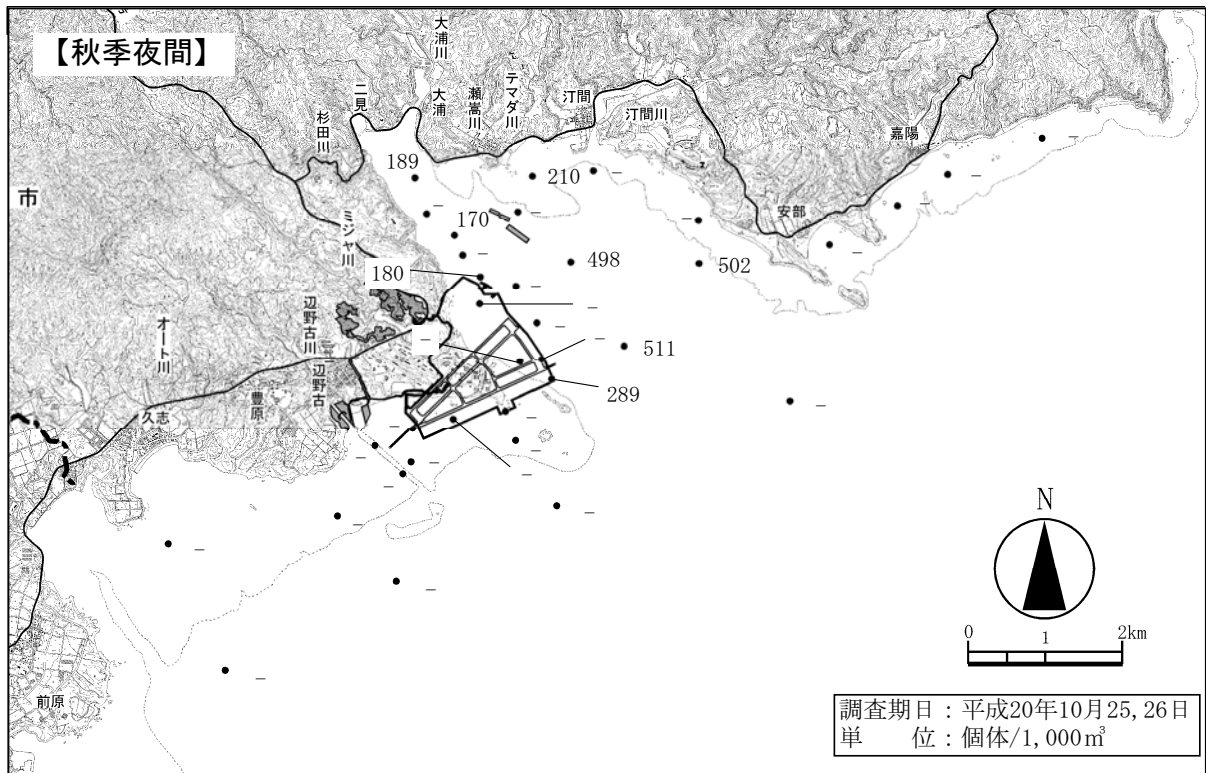 【秋季夜間】
大浦川
二見
大浦
瀬嵩川
テマダ川
汀間
汀間川
杉田川
嘉陽
市
189
210
－
－
－
－
170
－
－
安部
ミジャ川
－
498
502
－
180
－
－
辺野古川
－
－
－
オート川
511
辺野古
289
豊原
－
久志
－
－
－
－
－
－
－
－
－
－
－
－
－
前原
N
0 1 2km
調査期日：平成20年10月25,26日
単　　位：個体/1,000㎥